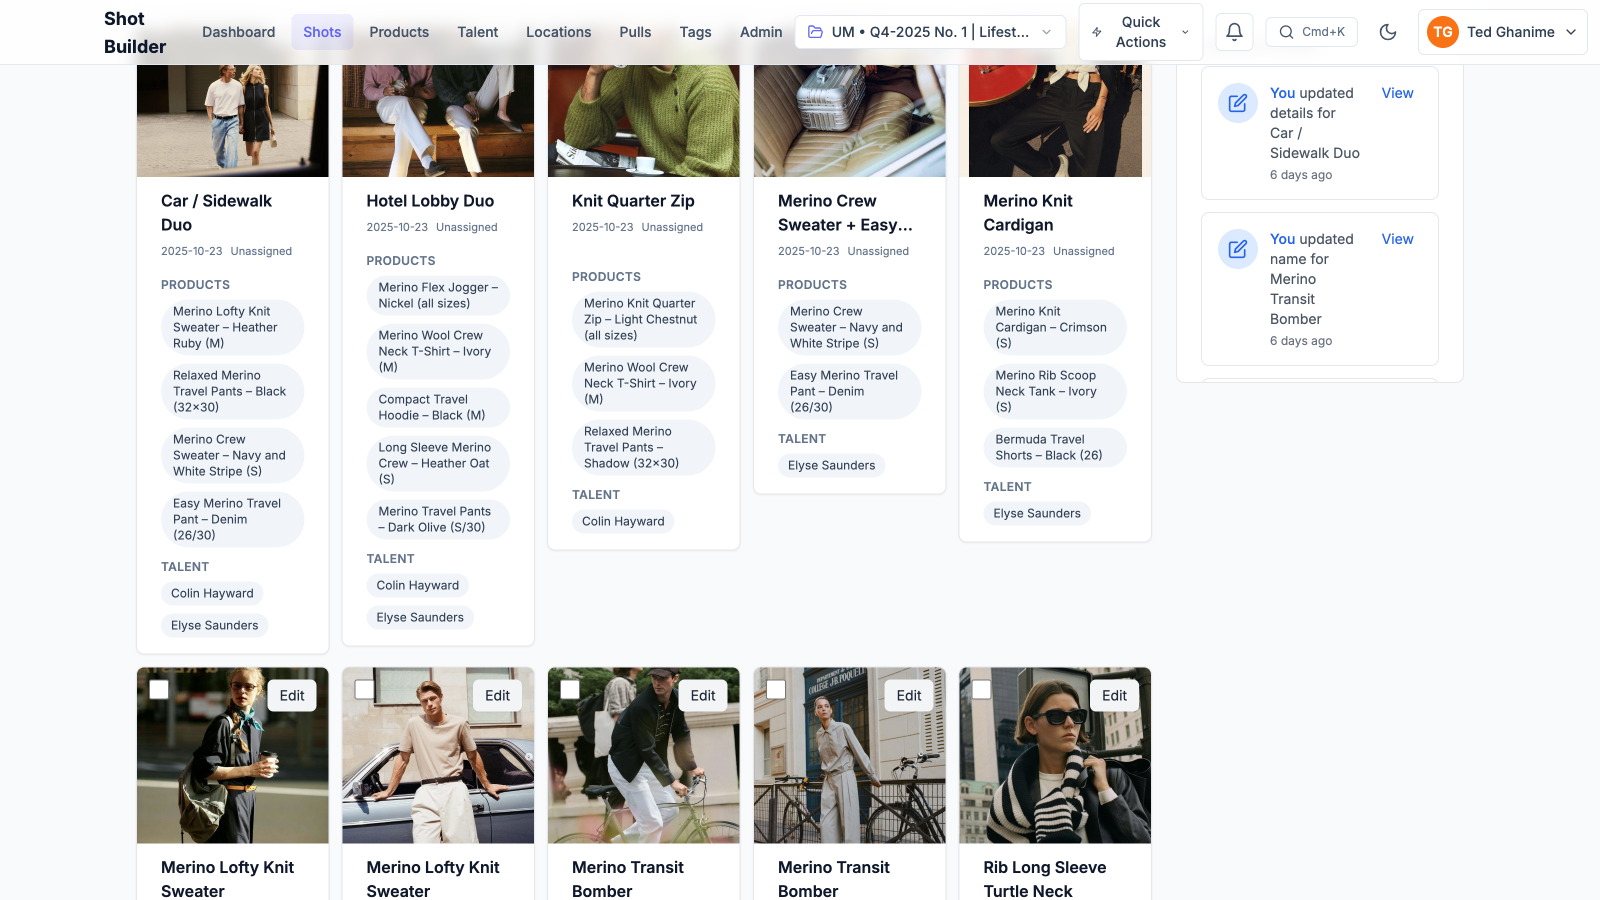 Shot
Builder
Dashboard
Shots
Products
Talent
Locations
Pulls
Tags
Admin
UM • Q4-2025 No. 1 | Lifest...
Quick
Actions
Cmd+K
TG
Ted Ghanime
Car / Sidewalk
Duo
2025-10-23 Unassigned
PRODUCTS
Merino Lofty Knit
Sweater – Heather
Ruby (M)
Relaxed Merino
Travel Pants – Black
(32×30)
Merino Crew
Sweater – Navy and
White Stripe (S)
Easy Merino Travel
Pant – Denim
(26/30)
TALENT
Colin Hayward
Elyse Saunders
Hotel Lobby Duo
2025-10-23 Unassigned
PRODUCTS
Merino Flex Jogger –
Nickel (all sizes)
Merino Wool Crew
Neck T-Shirt – Ivory
(M)
Compact Travel
Hoodie – Black (M)
Long Sleeve Merino
Crew – Heather Oat
(S)
Merino Travel Pants
– Dark Olive (S/30)
TALENT
Colin Hayward
Elyse Saunders
Knit Quarter Zip
2025-10-23 Unassigned
PRODUCTS
Merino Knit Quarter
Zip – Light Chestnut
(all sizes)
Merino Wool Crew
Neck T-Shirt – Ivory
(M)
Relaxed Merino
Travel Pants –
Shadow (32×30)
TALENT
Colin Hayward
Merino Crew
Sweater + Easy...
2025-10-23 Unassigned
PRODUCTS
Merino Crew
Sweater – Navy and
White Stripe (S)
Easy Merino Travel
Pant – Denim
(26/30)
TALENT
Elyse Saunders
Merino Knit
Cardigan
2025-10-23 Unassigned
PRODUCTS
Merino Knit
Cardigan – Crimson
(S)
Merino Rib Scoop
Neck Tank – Ivory
(S)
Bermuda Travel
Shorts – Black (26)
TALENT
Elyse Saunders
You updated
details for
Car /
Sidewalk Duo
6 days ago
View
You updated
name for
Merino
Transit
Bomber
6 days ago
View
Edit
Merino Lofty Knit
Sweater
Edit
Merino Lofty Knit
Sweater
Edit
Merino Transit
Bomber
Edit
COLLEGE J-B POQUELIN
Merino Transit
Bomber
Edit
Rib Long Sleeve
Turtle Neck